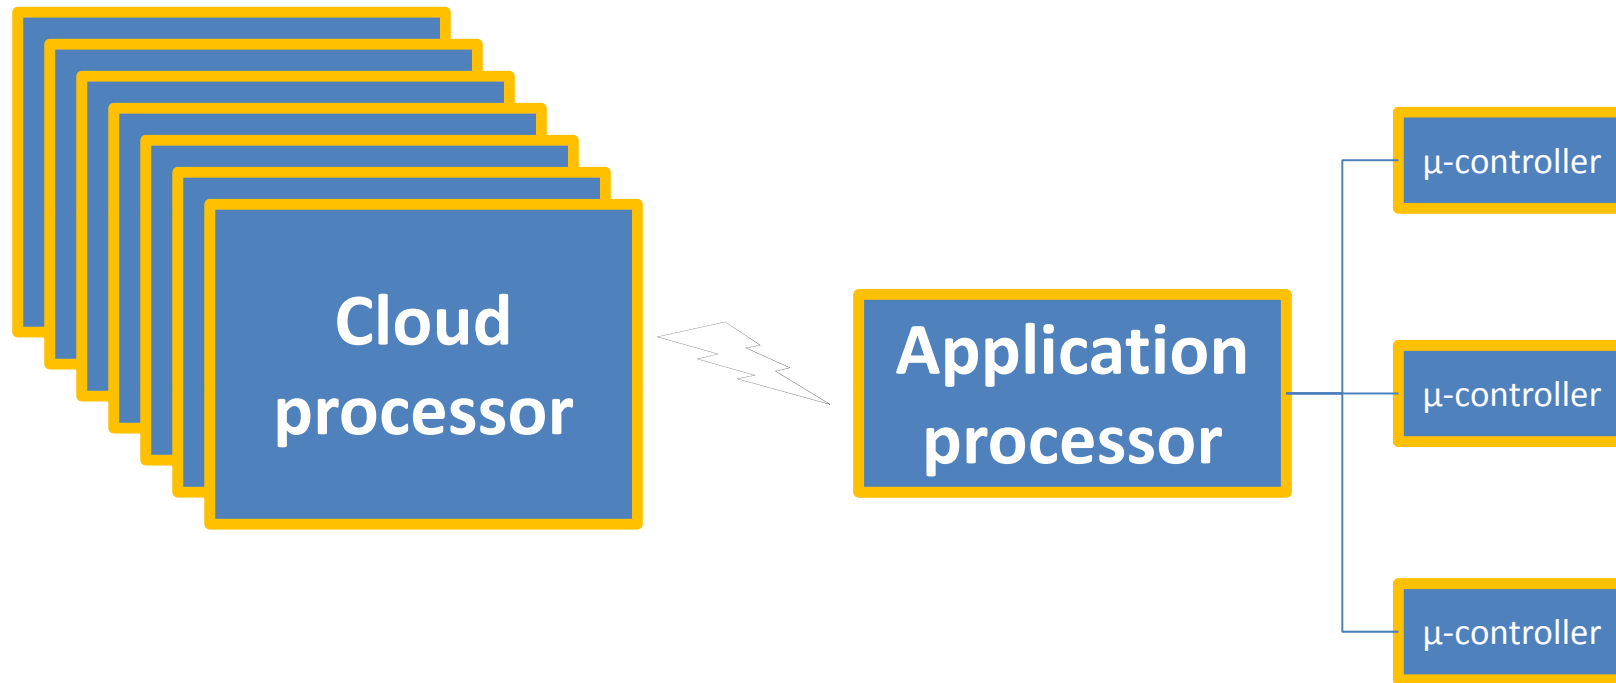 Cloud
processor
Application
processor
μ-controller
μ-controller
μ-controller